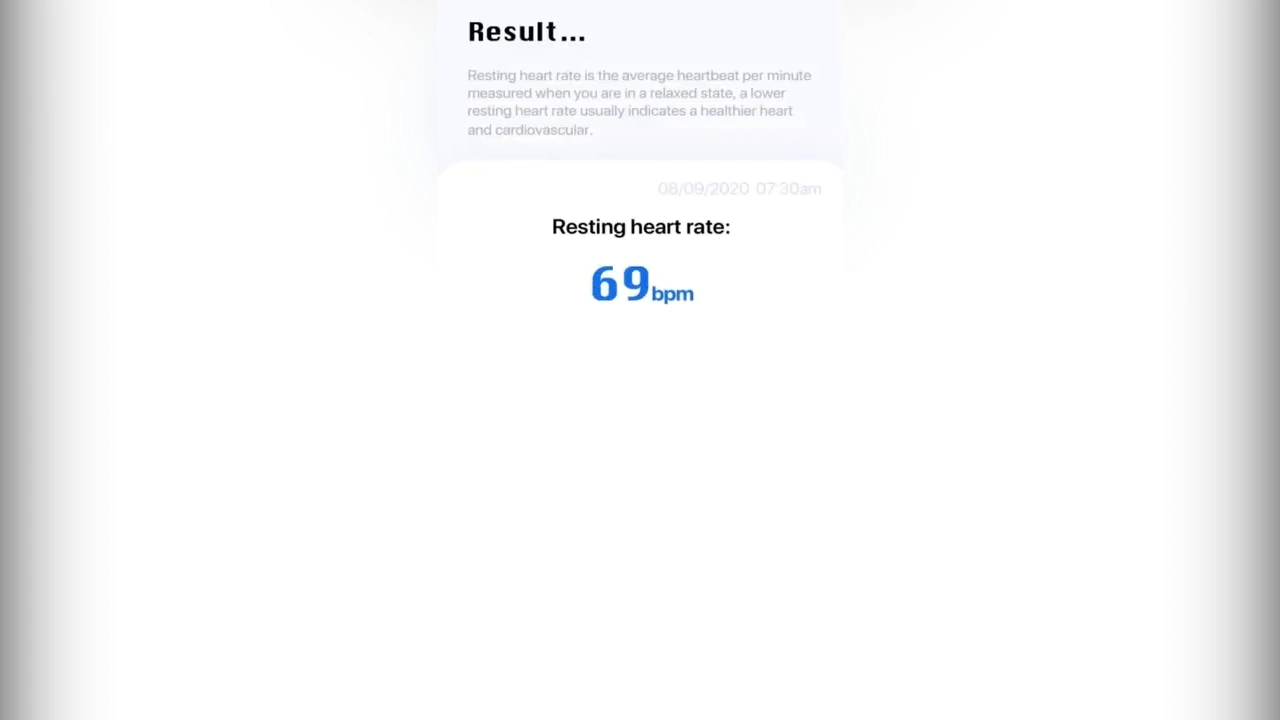 Result...
Resting heart rate is the average heartbeat per minute
measured when you are in a relaxed state, a lower
resting heart rate usually indicates a healthier heart
and cardiovascular.
08/09/2020 07:30am
Resting heart rate:
69bpm